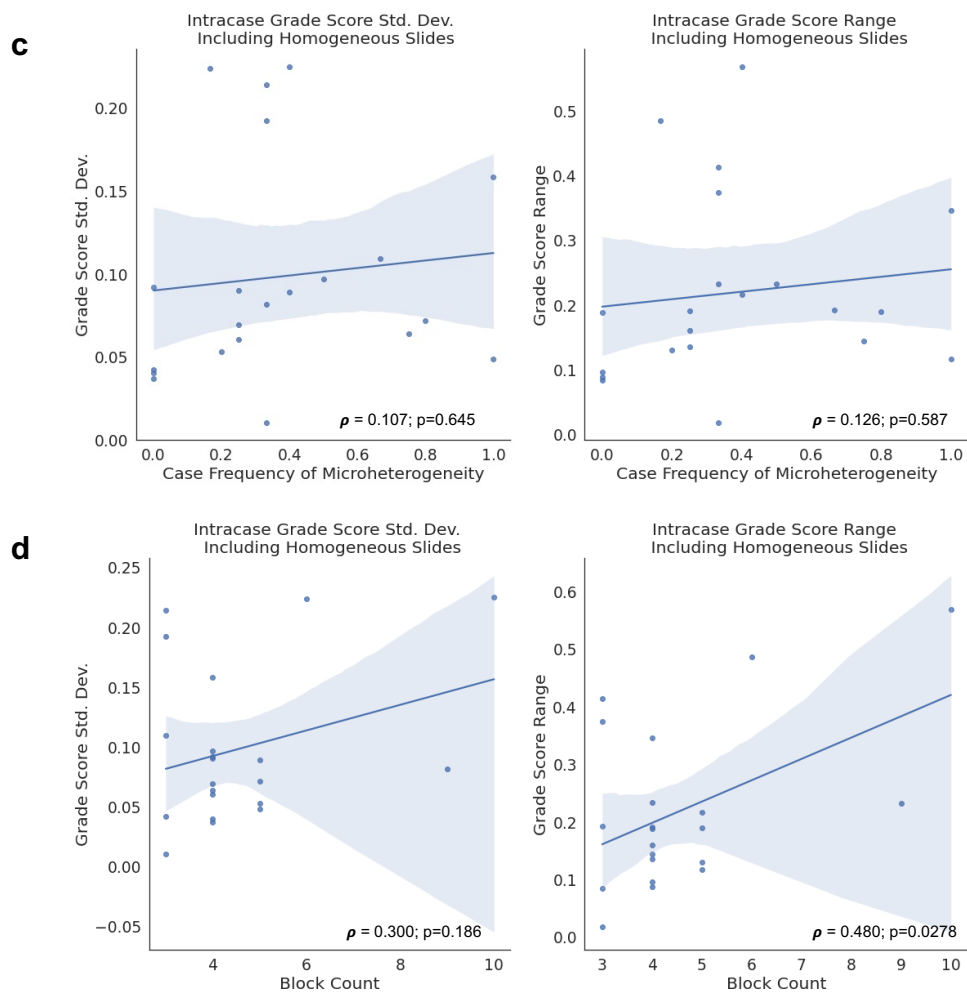 c
Intracase Grade Score Std. Dev.
Including Homogeneous Slides
Grade Score Std. Dev.
0.20
0.15
0.10
0.05
0.00
0.0 0.2 0.4 0.6 0.8 1.0
Case Frequency of Microheterogeneity
ρ = 0.107; p=0.645
Intracase Grade Score Range
Including Homogeneous Slides
Grade Score Range
0.5
0.4
0.3
0.2
0.1
0.0
0.0 0.2 0.4 0.6 0.8 1.0
Case Frequency of Microheterogeneity
ρ = 0.126; p=0.587
d
Intracase Grade Score Std. Dev.
Including Homogeneous Slides
Grade Score Std. Dev.
0.25
0.20
0.15
0.10
0.05
0.00
−0.05
4 6 8 10
Block Count
ρ = 0.300; p=0.186
Intracase Grade Score Range
Including Homogeneous Slides
Grade Score Range
0.6
0.5
0.4
0.3
0.2
0.1
0.0
3 4 5 6 7 8 9 10
Block Count
ρ = 0.480; p=0.0278